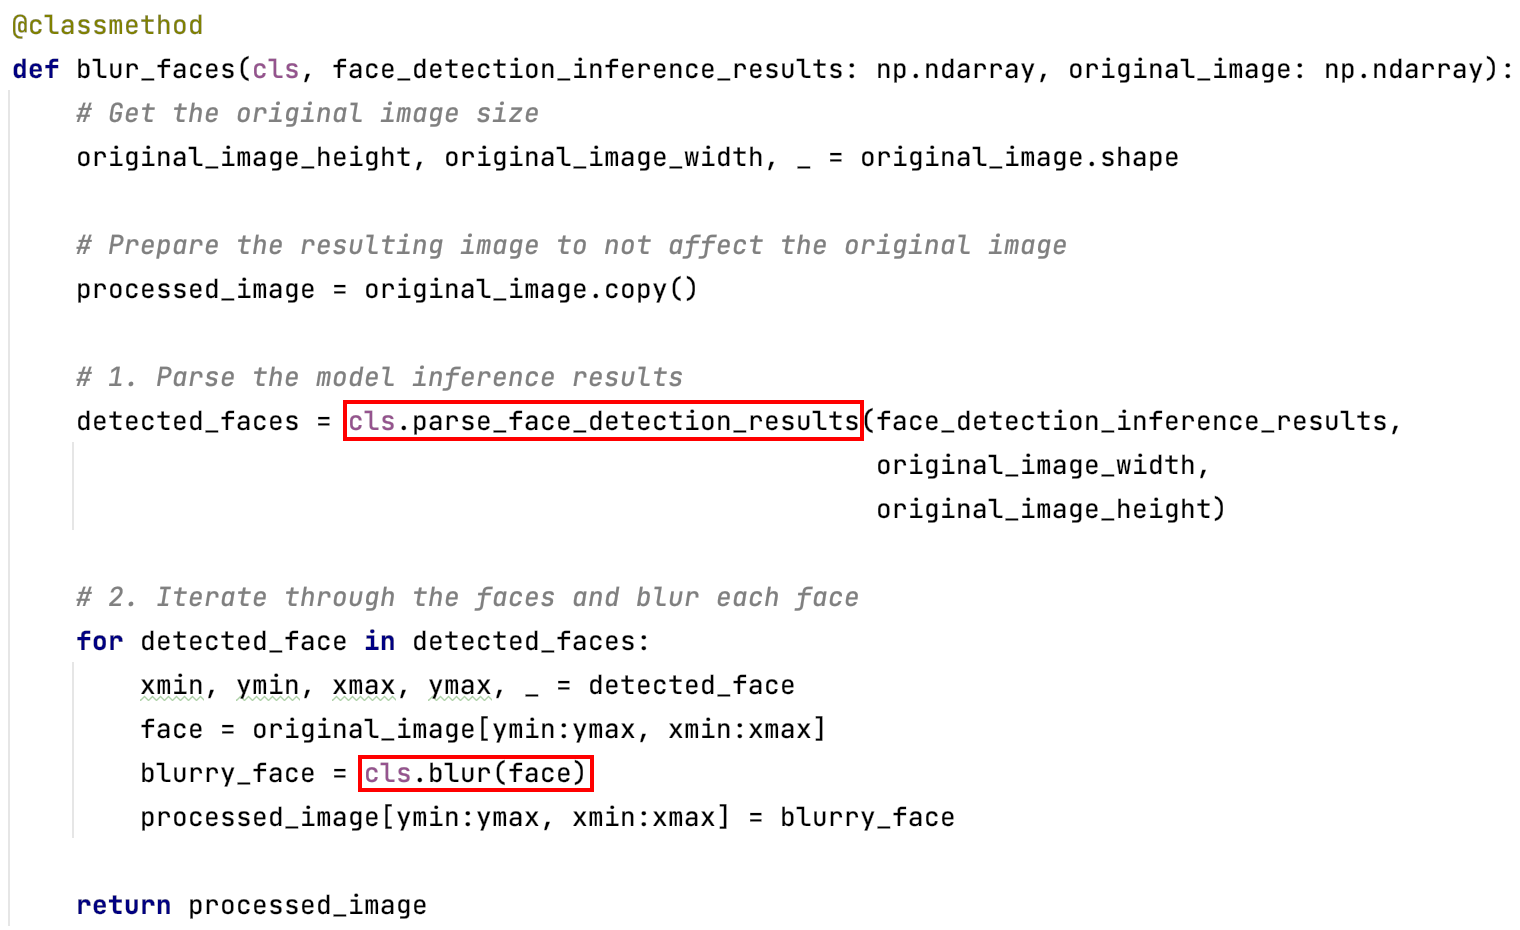 @classmethod
def blur_faces(cls, face_detection_inference_results: np.ndarray, original_image: np.ndarray):
    # Get the original image size
    original_image_height, original_image_width, _ = original_image.shape

    # Prepare the resulting image to not affect the original image
    processed_image = original_image.copy()

    # 1. Parse the model inference results
    detected_faces = cls.parse_face_detection_results(face_detection_inference_results,
                                                      original_image_width,
                                                      original_image_height)

    # 2. Iterate through the faces and blur each face
    for detected_face in detected_faces:
        xmin, ymin, xmax, ymax, _ = detected_face
        face = original_image[ymin:ymax, xmin:xmax]
        blurry_face = cls.blur(face)
        processed_image[ymin:ymax, xmin:xmax] = blurry_face

    return processed_image